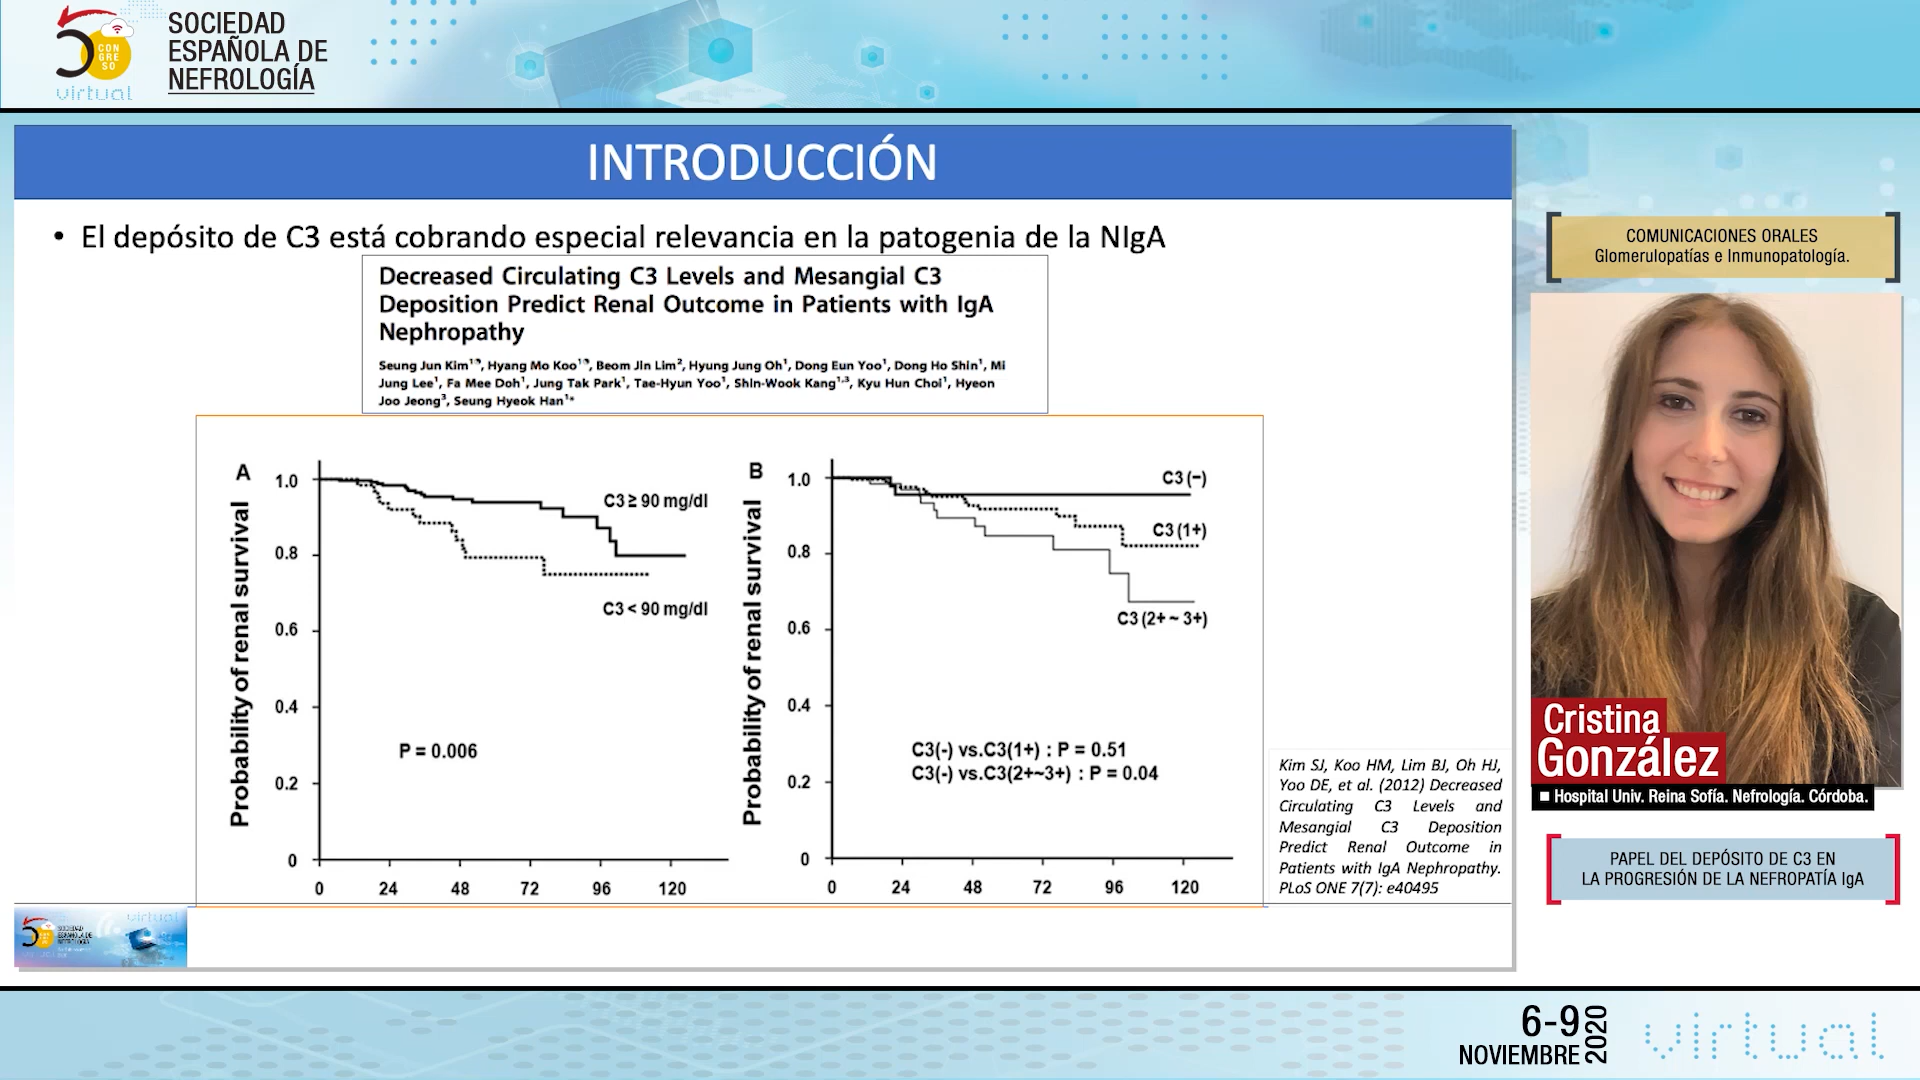 50
CON
GRE
SO
virtual
SOCIEDAD
ESPAÑOLA DE
NEFROLOGÍA
INTRODUCCIÓN
• El depósito de C3 está cobrando especial relevancia en la patogenia de la NIgA
Decreased Circulating C3 Levels and Mesangial C3
Deposition Predict Renal Outcome in Patients with IgA
Nephropathy
Seung Jun Kim¹⁹, Hyang Mo Koo¹⁹, Beom Jin Lim², Hyung Jung Oh¹, Dong Eun Yoo¹, Dong Ho Shin¹, Mi
Jung Lee¹, Fa Mee Doh¹, Jung Tak Park¹, Tae-Hyun Yoo¹, Shin-Wook Kang¹,³, Kyu Hun Choi¹, Hyeon
Joo Jeong³, Seung Hyeok Han¹*
A
Probability of renal survival
1.0
0.8
0.6
0.4
0.2
0
C3 ≥ 90 mg/dl
C3 < 90 mg/dl
P = 0.006
0 24 48 72 96 120
B
Probability of renal survival
1.0
0.8
0.6
0.4
0.2
0
C3 (−)
C3 (1+)
C3 (2+ ~ 3+)
C3(-) vs.C3(1+) : P = 0.51
C3(-) vs.C3(2+~3+) : P = 0.04
0 24 48 72 96 120
Kim SJ, Koo HM, Lim BJ, Oh HJ,
Yoo DE, et al. (2012) Decreased
Circulating C3 Levels and
Mesangial C3 Deposition
Predict Renal Outcome in
Patients with IgA Nephropathy.
PLoS ONE 7(7): e40495
SOCIEDAD
ESPAÑOLA DE
NEFROLOGÍA
virtual
COMUNICACIONES ORALES
Glomerulopatías e Inmunopatología.
Cristina
González
■ Hospital Univ. Reina Sofía. Nefrología. Córdoba.
PAPEL DEL DEPÓSITO DE C3 EN
LA PROGRESIÓN DE LA NEFROPATÍA IgA
6-9
NOVIEMBRE
2020
virtual